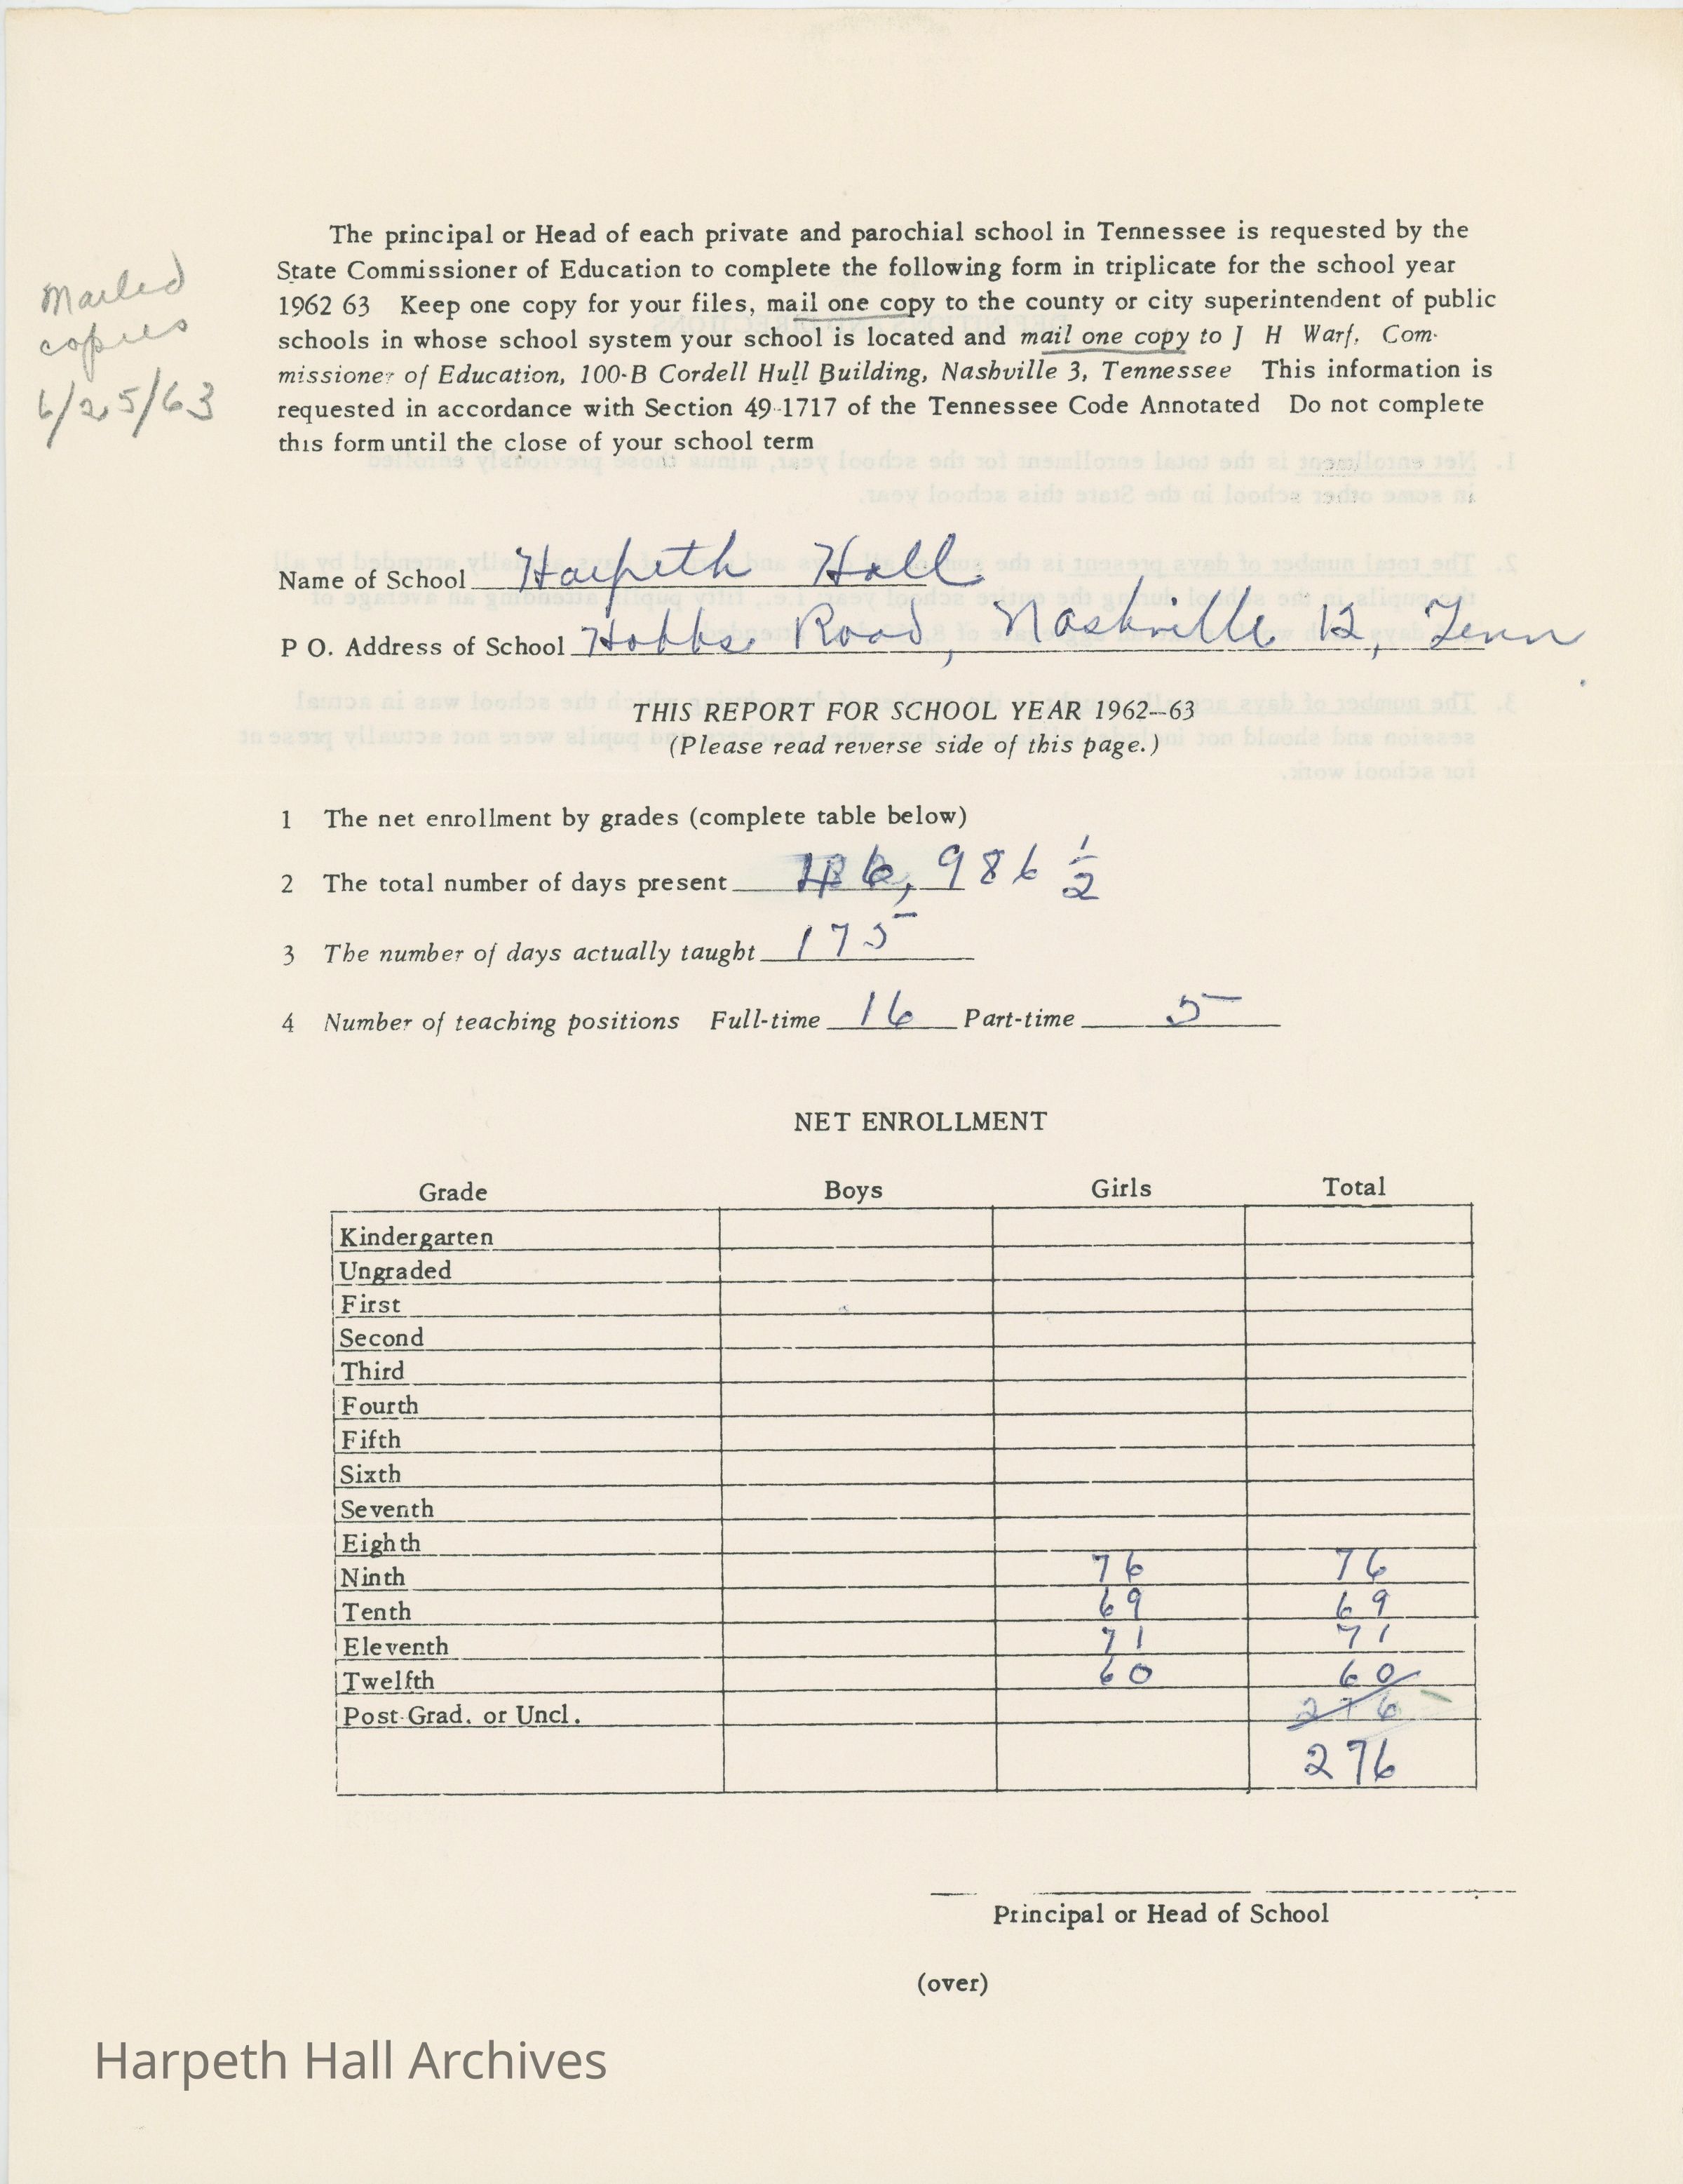 The principal or Head of each private and parochial school in Tennessee is requested by the
State Commissioner of Education to complete the following form in triplicate for the school year
1962 63 Keep one copy for your files, mail one copy to the county or city superintendent of public
schools in whose school system your school is located and mail one copy to J H Warf, Com-
missioner of Education, 100-B Cordell Hull Building, Nashville 3, Tennessee This information is
requested in accordance with Section 49-1717 of the Tennessee Code Annotated Do not complete
this form until the close of your school term
Mailed
copies
6/25/63
Name of School Harpeth Hall
P O. Address of School Hobbs Road, Nashville 12, Tenn
THIS REPORT FOR SCHOOL YEAR 1962--63
(Please read reverse side of this page.)
1 The net enrollment by grades (complete table below)
2 The total number of days present 46,986 1/2
3 The number of days actually taught 175
4 Number of teaching positions Full-time 16 Part-time 5
NET ENROLLMENT
Grade Boys Girls Total
Kindergarten
Ungraded
First
Second
Third
Fourth
Fifth
Sixth
Seventh
Eighth
Ninth 76 76
Tenth 69 69
Eleventh 71 71
Twelfth 60 60
Post-Grad. or Uncl. 276
276
Principal or Head of School
(over)
Harpeth Hall Archives